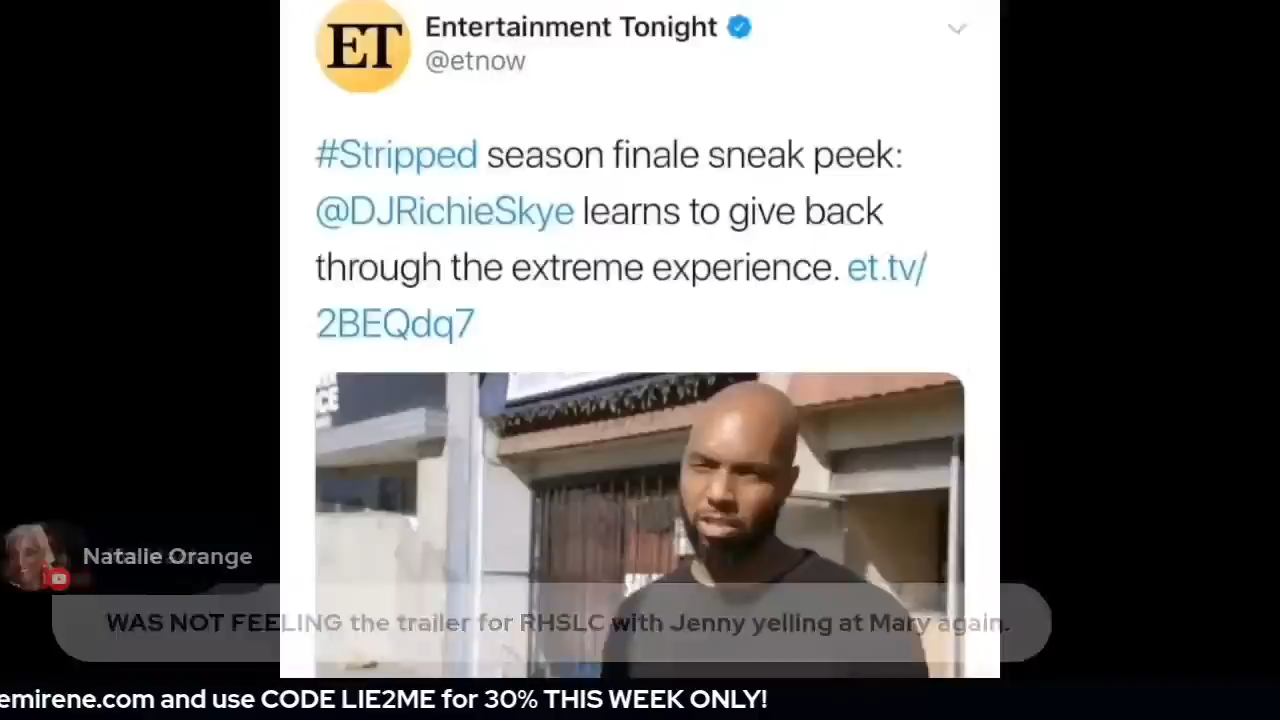 ET
Entertainment Tonight
@etnow
#Stripped season finale sneak peek:
@DJRichieSkye learns to give back
through the extreme experience. et.tv/
2BEQdq7
CE
Natalie Orange
WAS NOT FEELING the trailer for RHSLC with Jenny yelling at Mary again.
emirene.com and use CODE LIE2ME for 30% THIS WEEK ONLY!